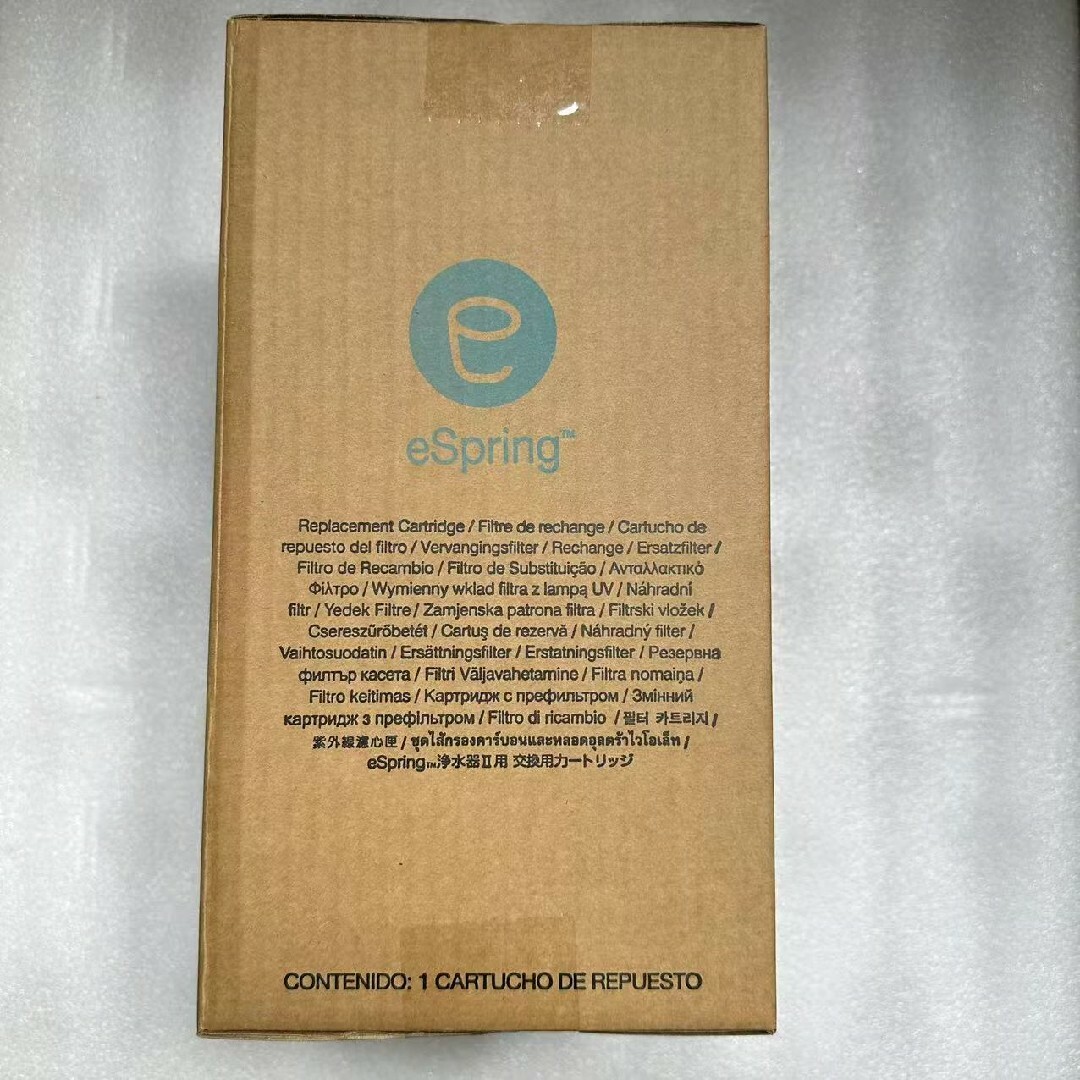 eSpring™
Replacement Cartridge / Filtre de rechange / Cartucho de
repuesto del filtro / Vervangingsfilter / Rechange / Ersatzfilter /
Filtro de Recambio / Filtro de Substituição / Ανταλλακτικό
Φίλτρο / Wymienny wkład filtra z lampą UV / Náhradní
filtr / Yedek Filtre / Zamjenska patrona filtra / Filtrski vložek /
Csereszűrőbetét / Cartuş de rezervă / Náhradný filter /
Vaihtosuodatin / Ersättningsfilter / Erstatningsfilter / Резервна
филтър касета / Filtri Väljavahetamine / Filtra nomaiņa /
Filtro keitimas / Картридж с префильтром / Змінний
картридж з префільтром / Filtro di ricambio / 필터 카트리지 /
紫外線濾心匣 / ชุดไส้กรองคาร์บอนและหลอดอุลตร้าไวโอเล็ท /
eSpring™浄水器Ⅱ用 交換用カートリッジ
CONTENIDO: 1 CARTUCHO DE REPUESTO